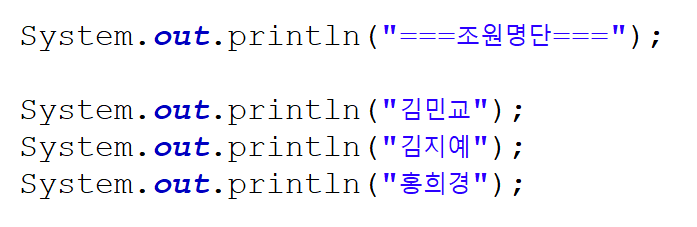 System.out.println("===조원명단===");
System.out.println("김민교");
System.out.println("김지예");
System.out.println("홍희경");